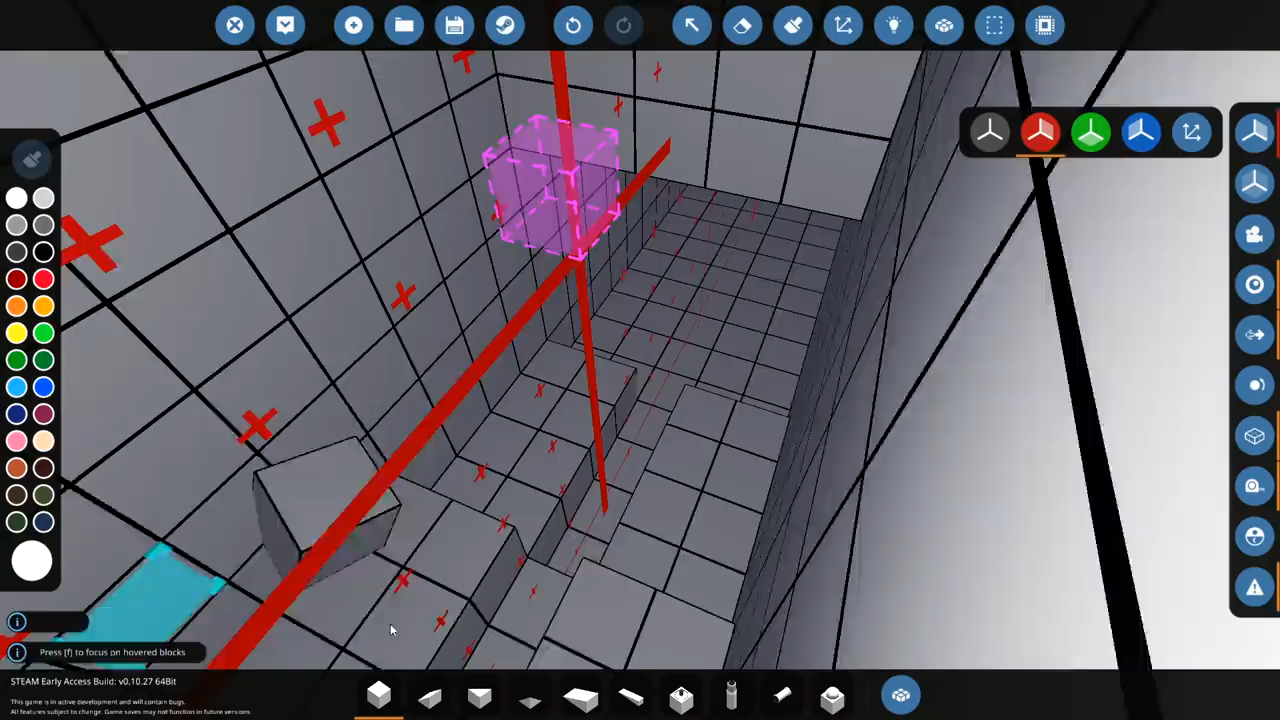 Press [f] to focus on hovered blocks
STEAM Early Access Build: v0.10.27 64Bit
This game is in active development and will contain bugs.
All features subject to change. Game saves may not function in future versions.